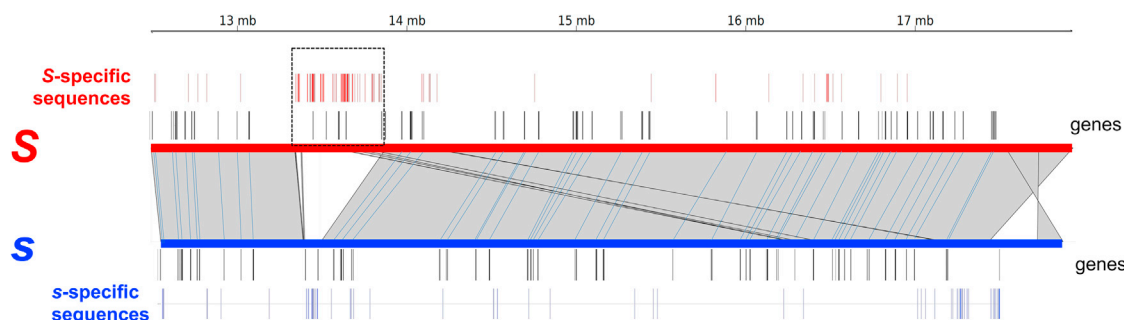 13 mb 14 mb 15 mb 16 mb 17 mb
S-specific
sequences
genes
S
s
genes
s-specific
sequences